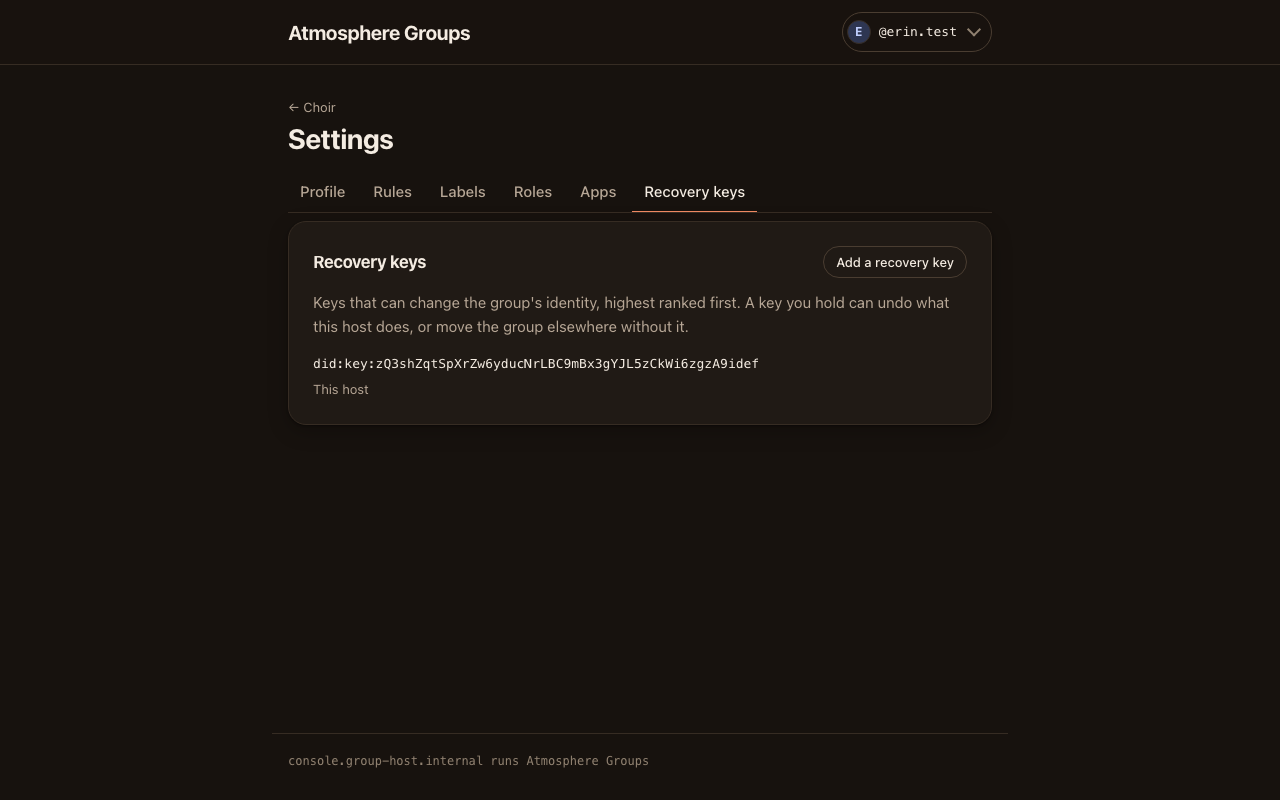 Atmosphere Groups
E @erin.test
← Choir
Settings
Profile Rules Labels Roles Apps Recovery keys
Recovery keys
Add a recovery key
Keys that can change the group's identity, highest ranked first. A key you hold can undo what
this host does, or move the group elsewhere without it.
did:key:zQ3shZqtSpXrZw6yducNrLBC9mBx3gYJL5zCkWi6zgzA9idef
This host
console.group-host.internal runs Atmosphere Groups